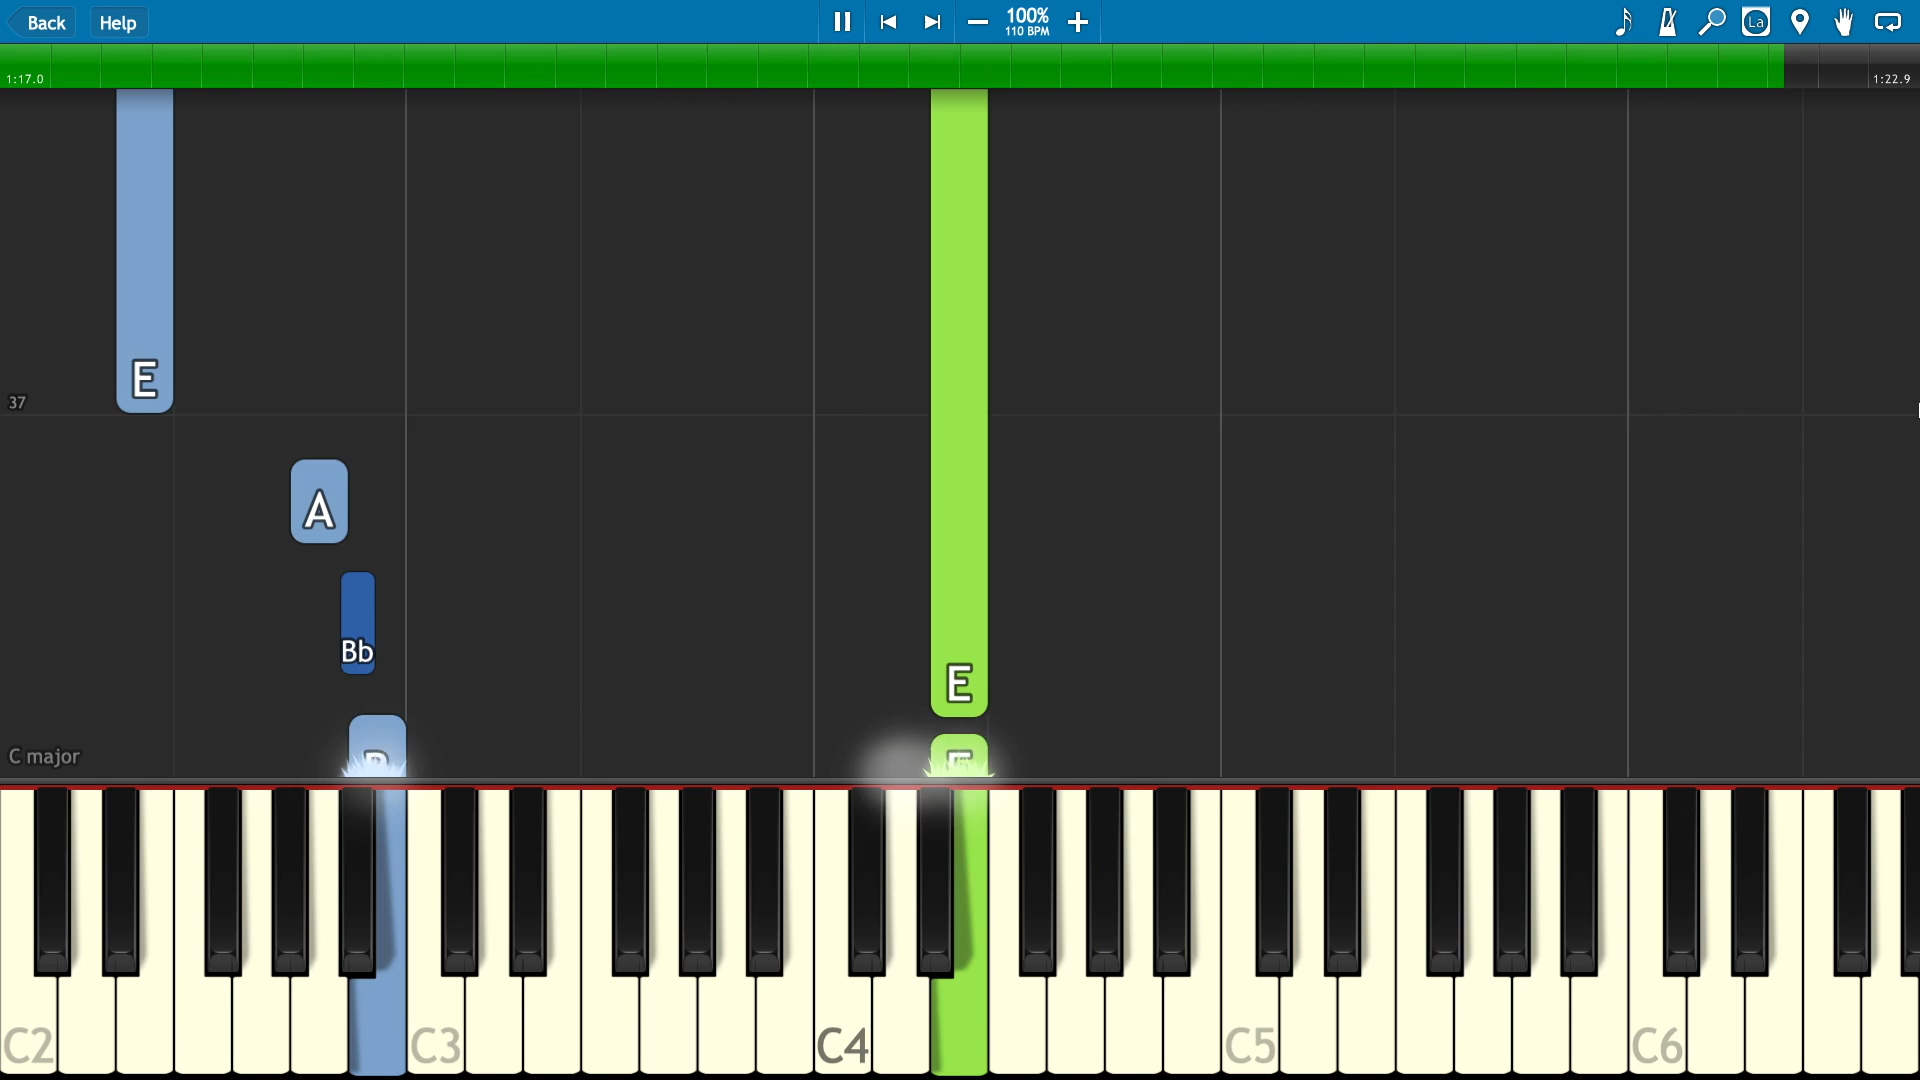 Back
Help
100%
110 BPM
La
1:17.0
1:22.9
E
37
A
Bb
E
C major
C2
C3
C4
C5
C6